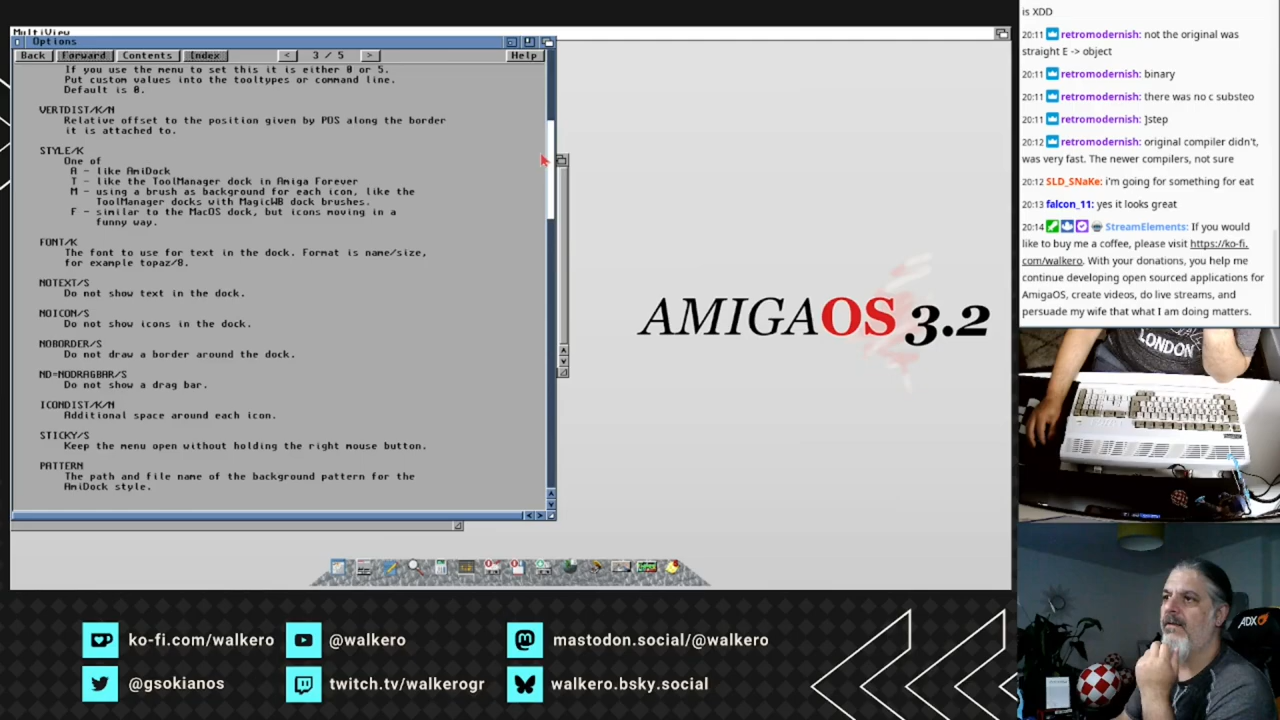 MultiView
Options
Back Forward Contents Index < 3 / 5 > Help
If you use the menu to set this it is either 0 or 5.
Put custom values into the tooltypes or command line.
Default is 0.
VERTDIST/K/N
Relative offset to the position given by POS along the border
it is attached to.
STYLE/K
One of
A - like AmiDock
T - like the ToolManager dock in Amiga Forever
M - using a brush as background for each icon, like the
ToolManager docks with MagicWB dock brushes.
F - similar to the MacOS dock, but icons moving in a
funny way.
FONT/K
The font to use for text in the dock. Format is name/size,
for example topaz/8.
NOTEXT/S
Do not show text in the dock.
NOICON/S
Do not show icons in the dock.
NOBORDER/S
Do not draw a border around the dock.
ND=NODRAGBAR/S
Do not show a drag bar.
ICONDIST/K/N
Additional space around each icon.
STICKY/S
Keep the menu open without holding the right mouse button.
PATTERN
The path and file name of the background pattern for the
AmiDock style.
AMIGAOS 3.2
is XDD
20:11 retromodernish: not the original was
straight E -> object
20:11 retromodernish: binary
20:11 retromodernish: there was no c substeo
20:11 retromodernish: ]step
20:12 retromodernish: original compiler didn't,
was very fast. The newer compilers, not sure
20:12 SLD_SNaKe: i'm going for something for eat
20:13 falcon_11: yes it looks great
20:14 StreamElements: If you would
like to buy me a coffee, please visit https://ko-fi.
com/walkero. With your donations, you help me
continue developing open sourced applications for
AmigaOS, create videos, do live streams, and
persuade my wife that what I am doing matters.
LONDON
ADX
ko-fi.com/walkero
@walkero
mastodon.social/@walkero
@gsokianos
twitch.tv/walkerogr
walkero.bsky.social